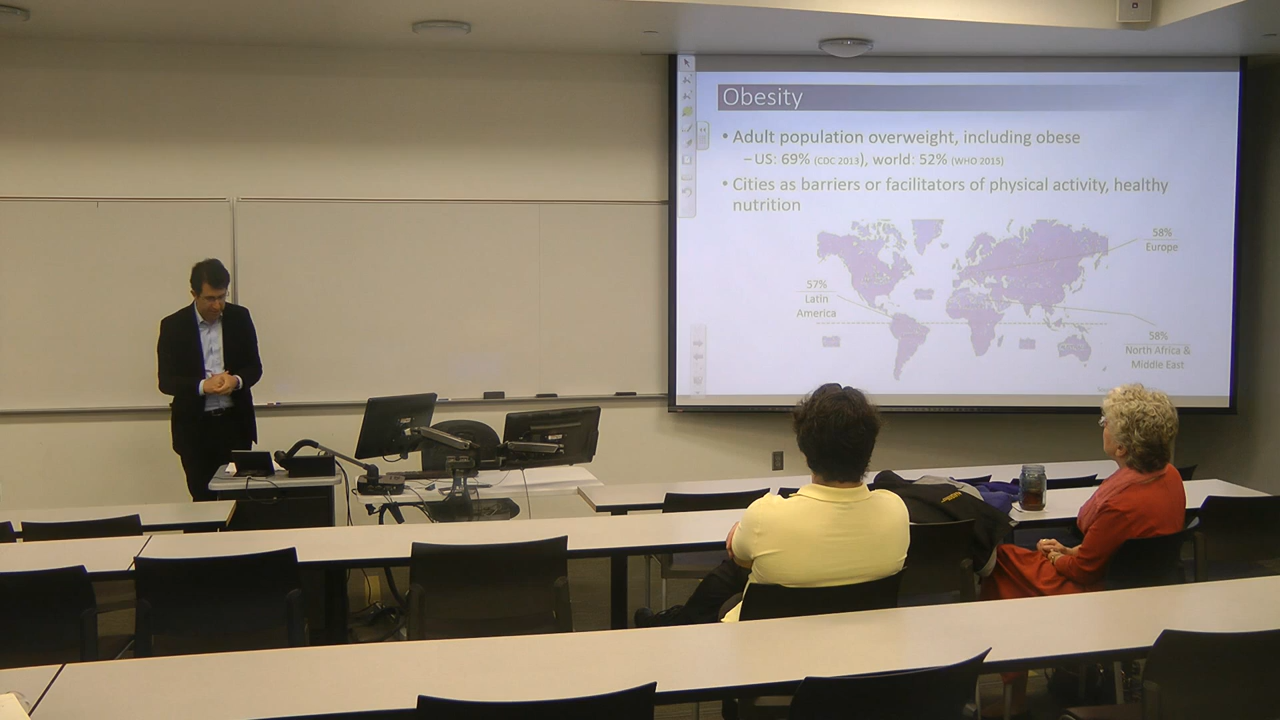 Obesity
• Adult population overweight, including obese
– US: 69% (CDC 2013), world: 52% (WHO 2015)
• Cities as barriers or facilitators of physical activity, healthy
nutrition
58%
Europe
57%
Latin
America
58%
North Africa &
Middle East